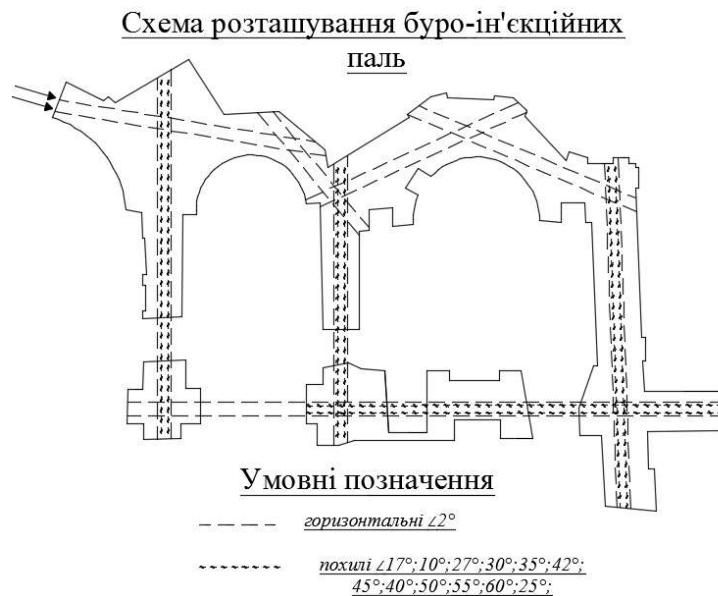 Схема розташування буро-ін'єкційних
паль
Умовні позначення
горизонтальні ∠2°
похилі ∠17°;10°;27°;30°;35°;42°;
45°;40°;50°;55°;60°;25°;